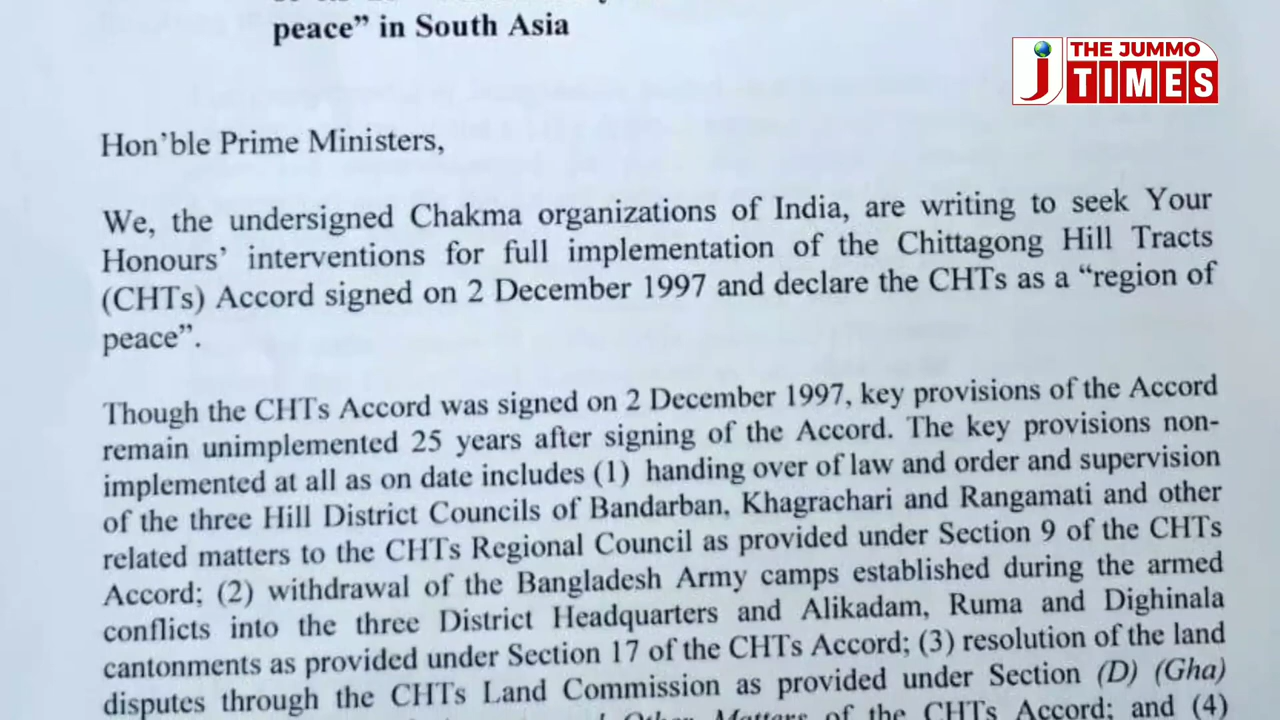 peace” in South Asia
THE JUMMO
TIMES
Hon’ble Prime Ministers,
We, the undersigned Chakma organizations of India, are writing to seek Your
Honours’ interventions for full implementation of the Chittagong Hill Tracts
(CHTs) Accord signed on 2 December 1997 and declare the CHTs as a “region of
peace”.
Though the CHTs Accord was signed on 2 December 1997, key provisions of the Accord
remain unimplemented 25 years after signing of the Accord. The key provisions non-
implemented at all as on date includes (1) handing over of law and order and supervision
of the three Hill District Councils of Bandarban, Khagrachari and Rangamati and other
related matters to the CHTs Regional Council as provided under Section 9 of the CHTs
Accord; (2) withdrawal of the Bangladesh Army camps established during the armed
conflicts into the three District Headquarters and Alikadam, Ruma and Dighinala
cantonments as provided under Section 17 of the CHTs Accord; (3) resolution of the land
disputes through the CHTs Land Commission as provided under Section (D) (Gha)
Other Matters of the CHTs Accord; and (4)